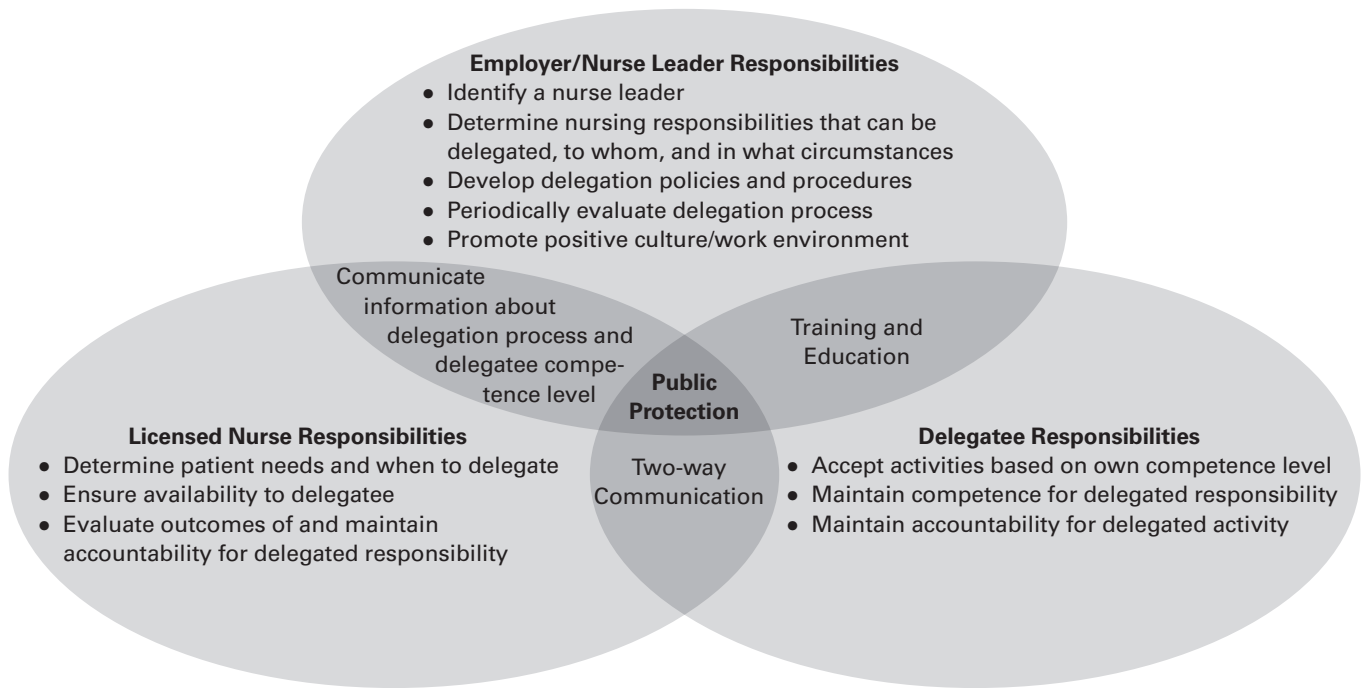 Employer/Nurse Leader Responsibilities
• Identify a nurse leader
• Determine nursing responsibilities that can be
delegated, to whom, and in what circumstances
• Develop delegation policies and procedures
• Periodically evaluate delegation process
• Promote positive culture/work environment
Communicate
information about
delegation process and
delegatee compe-
tence level
Training and
Education
Public
Protection
Licensed Nurse Responsibilities
• Determine patient needs and when to delegate
• Ensure availability to delegatee
• Evaluate outcomes of and maintain
accountability for delegated responsibility
Two-way
Communication
Delegatee Responsibilities
• Accept activities based on own competence level
• Maintain competence for delegated responsibility
• Maintain accountability for delegated activity